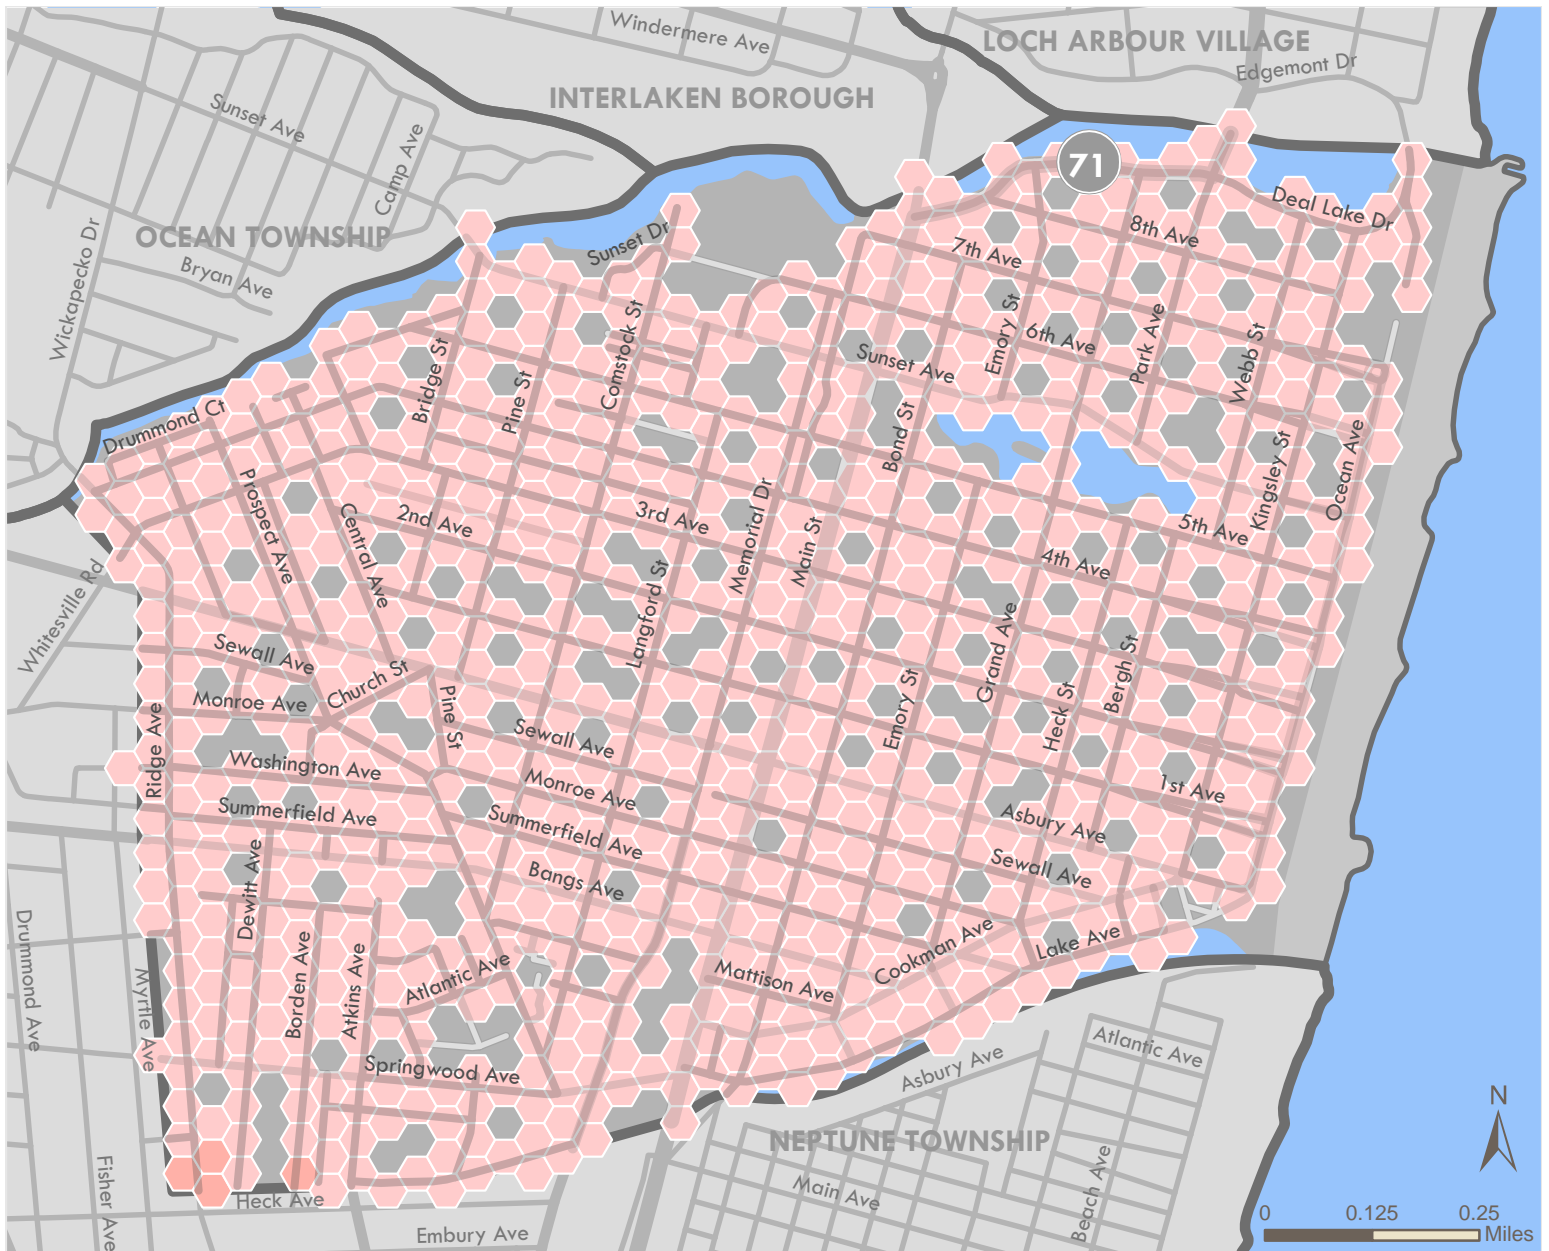 Windermere Ave
LOCH ARBOUR VILLAGE
Edgemont Dr
INTERLAKEN BOROUGH
Sunset Ave
Camp Ave
71
Deal Lake Dr
8th Ave
7th Ave
OCEAN TOWNSHIP
Sunset Dr
Bryan Ave
Wickapecko Dr
Emory St
6th Ave
Park Ave
Webb St
Comstock St
Bridge St
Pine St
Sunset Ave
Bond St
Drummond Ct
Kingsley St
Ocean Ave
Prospect Ave
Central Ave
2nd Ave
3rd Ave
Memorial Dr
Main St
5th Ave
4th Ave
Whitesville Rd
Langford St
Grand Ave
Bergh St
Sewall Ave
Church St
Monroe Ave
Pine St
Emory St
Heck St
Ridge Ave
Sewall Ave
Washington Ave
Monroe Ave
1st Ave
Summerfield Ave
Summerfield Ave
Asbury Ave
Sewall Ave
Dewitt Ave
Bangs Ave
Drummond Ave
Myrtle Ave
Borden Ave
Atkins Ave
Atlantic Ave
Mattison Ave
Cookman Ave
Lake Ave
Springwood Ave
Asbury Ave
Atlantic Ave
N
NEPTUNE TOWNSHIP
Fisher Ave
Heck Ave
Main Ave
Beach Ave
Embury Ave
0 0.125 0.25
Miles